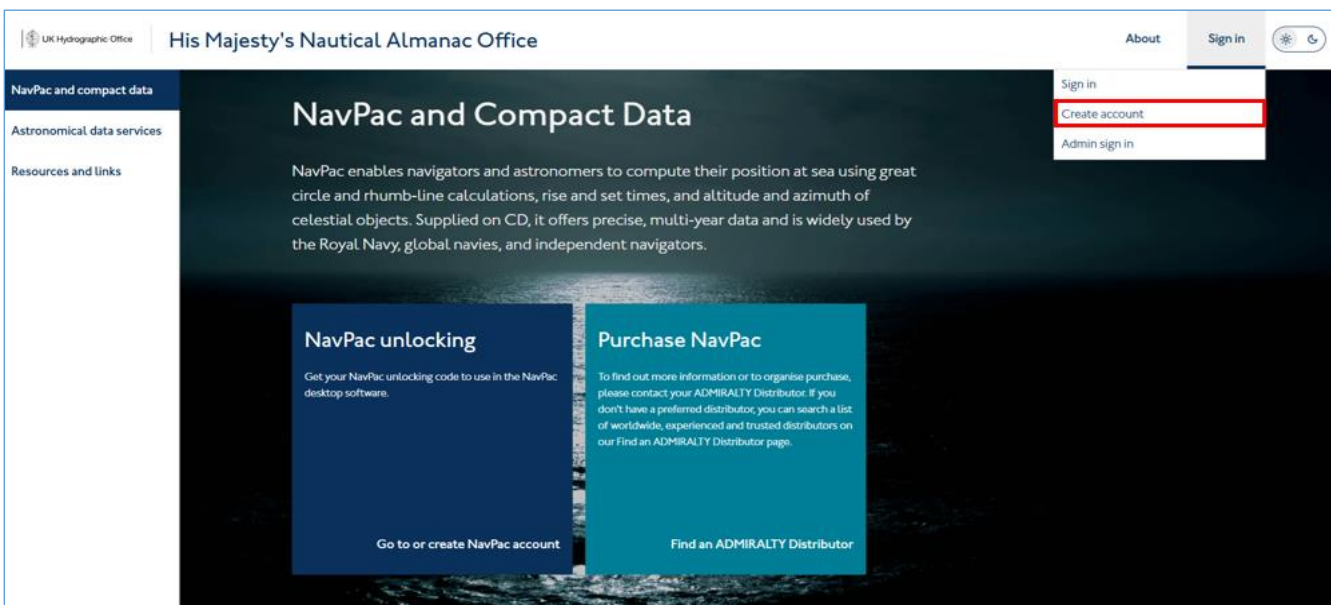 UK Hydrographic Office
His Majesty's Nautical Almanac Office
About
Sign in
NavPac and compact data
Astronomical data services
Resources and links
Sign in
Create account
Admin sign in
NavPac and Compact Data
NavPac enables navigators and astronomers to compute their position at sea using great
circle and rhumb-line calculations, rise and set times, and altitude and azimuth of
celestial objects. Supplied on CD, it offers precise, multi-year data and is widely used by
the Royal Navy, global navies, and independent navigators.
NavPac unlocking
Get your NavPac unlocking code to use in the NavPac
desktop software.
Go to or create NavPac account
Purchase NavPac
To find out more information or to organise purchase,
please contact your ADMIRALTY Distributor. If you
don't have a preferred distributor, you can search a list
of worldwide, experienced and trusted distributors on
our Find an ADMIRALTY Distributor page.
Find an ADMIRALTY Distributor